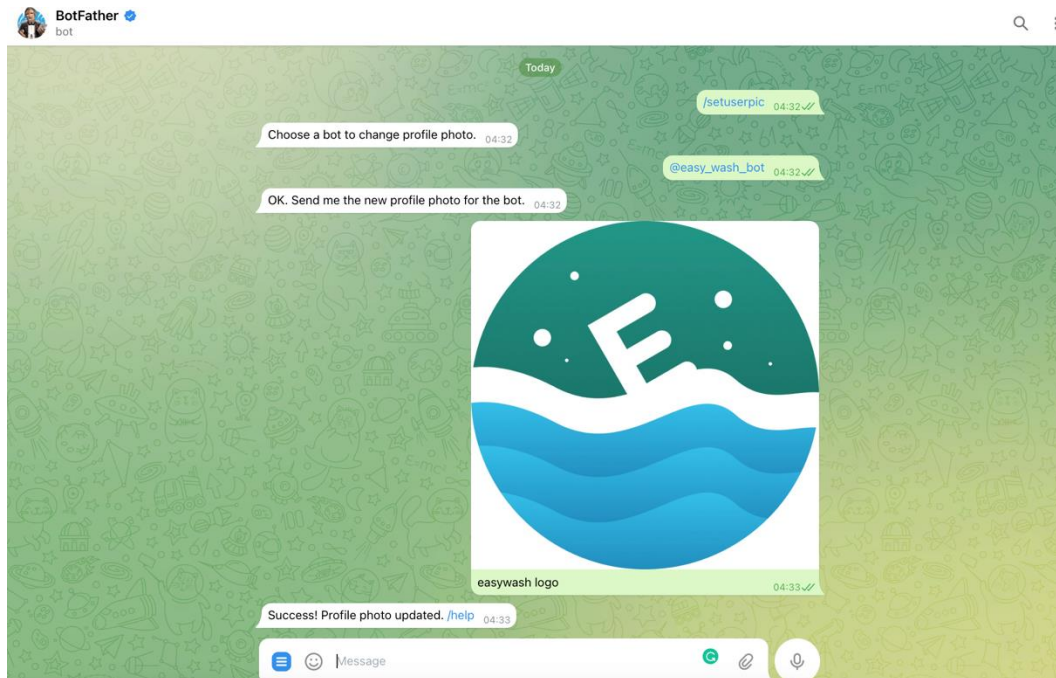 BotFather
bot
Today
/setuserpic 04:32
Choose a bot to change profile photo. 04:32
@easy_wash_bot 04:32
OK. Send me the new profile photo for the bot. 04:32
E
easywash logo 04:33
Success! Profile photo updated. /help 04:33
Message